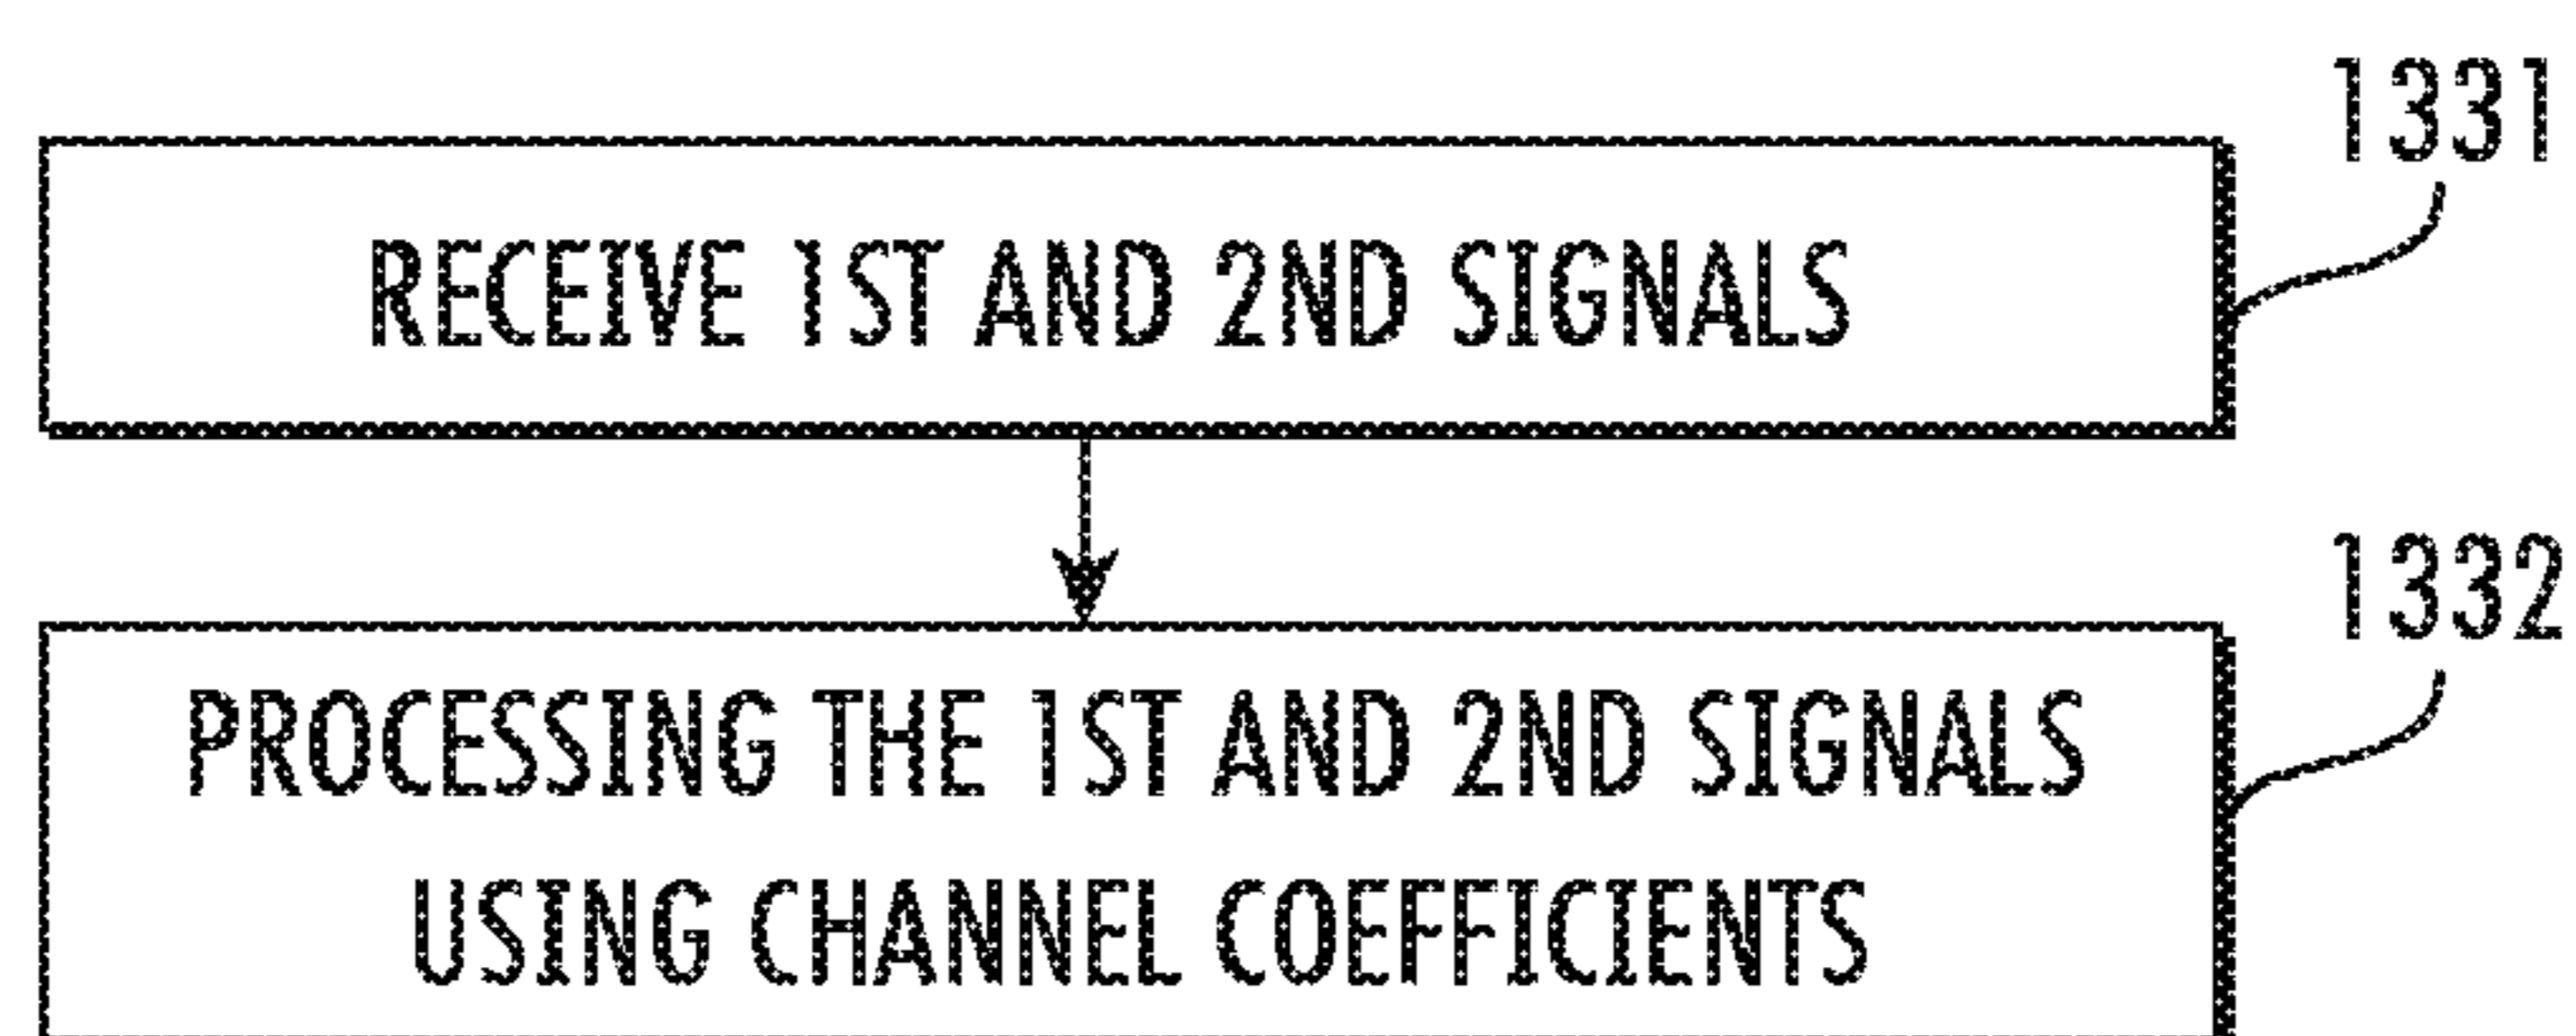 1331
RECEIVE 1ST AND 2ND SIGNALS
1332
PROCESSING THE 1ST AND 2ND SIGNALS
USING CHANNEL COEFFICIENTS